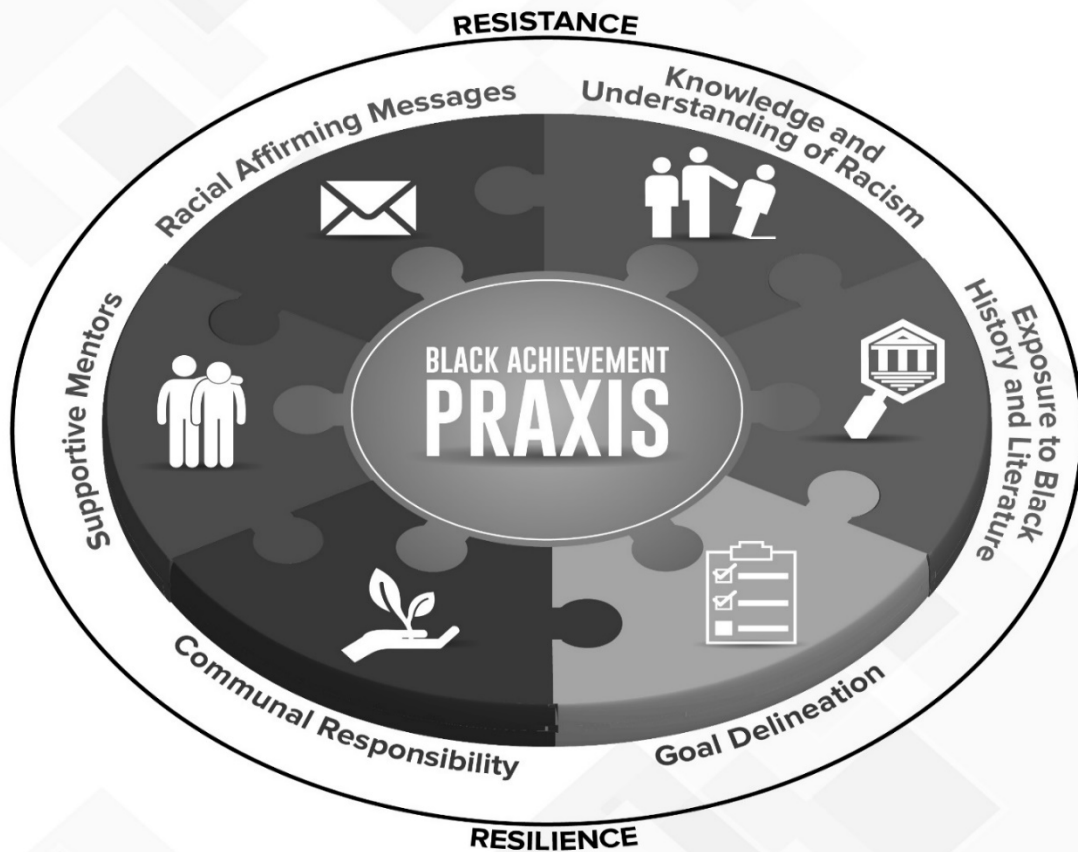 RESISTANCE
Racial Affirming Messages
Knowledge and
Understanding of Racism
Exposure to Black
History and Literature
Supportive Mentors
BLACK ACHIEVEMENT
PRAXIS
Communal Responsibility
Goal Delineation
RESILIENCE